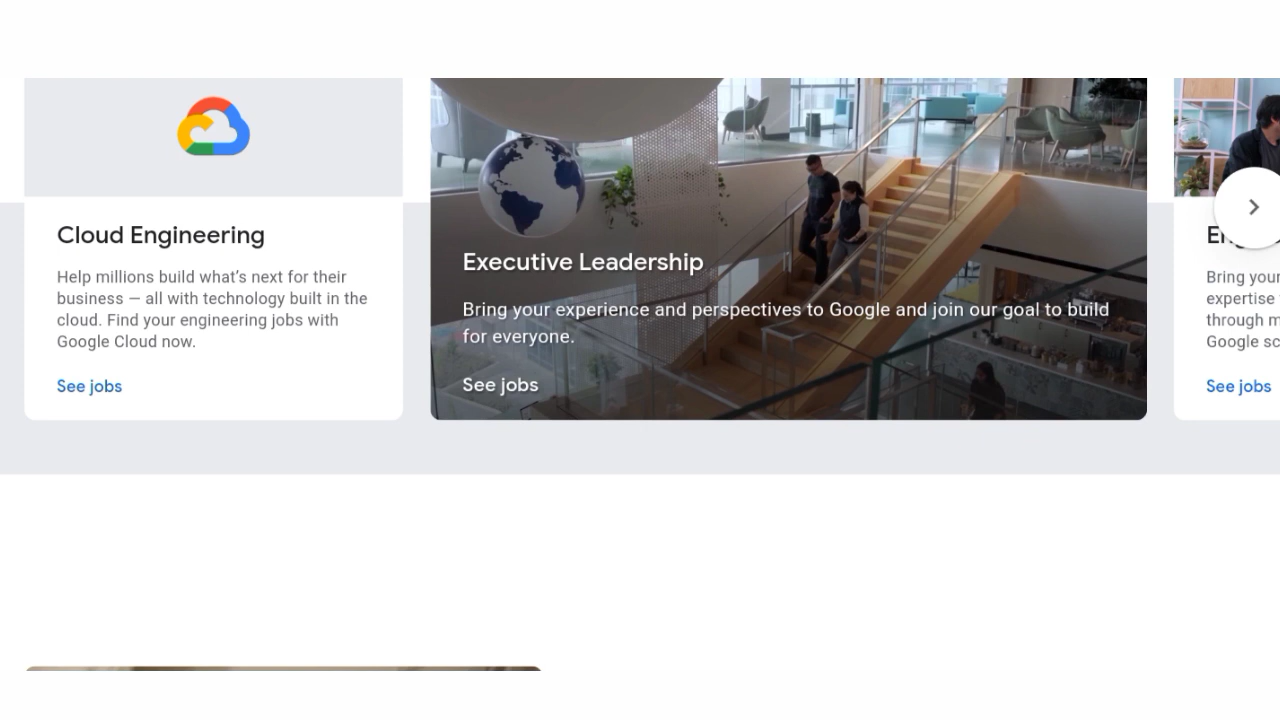 Cloud Engineering
Help millions build what's next for their
business — all with technology built in the
cloud. Find your engineering jobs with
Google Cloud now.
See jobs
Executive Leadership
Bring your experience and perspectives to Google and join our goal to build
for everyone.
See jobs
Bring your
expertise
through
Google
See jobs